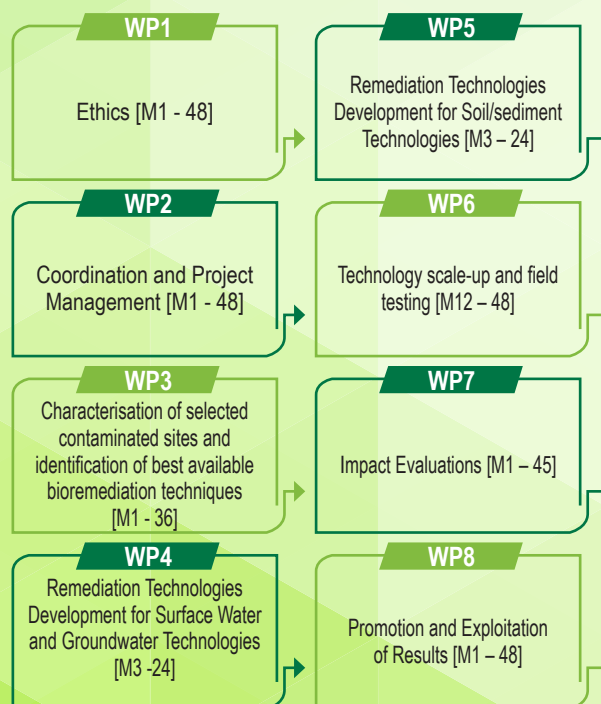 WP1
Ethics [M1 - 48]
WP2
Coordination and Project
Management [M1 - 48]
WP3
Characterisation of selected
contaminated sites and
identification of best available
bioremediation techniques
[M1 - 36]
WP4
Remediation Technologies
Development for Surface Water
and Groundwater Technologies
[M3 -24]
WP5
Remediation Technologies
Development for Soil/sediment
Technologies [M3 – 24]
WP6
Technology scale-up and field
testing [M12 – 48]
WP7
Impact Evaluations [M1 – 45]
WP8
Promotion and Exploitation
of Results [M1 – 48]